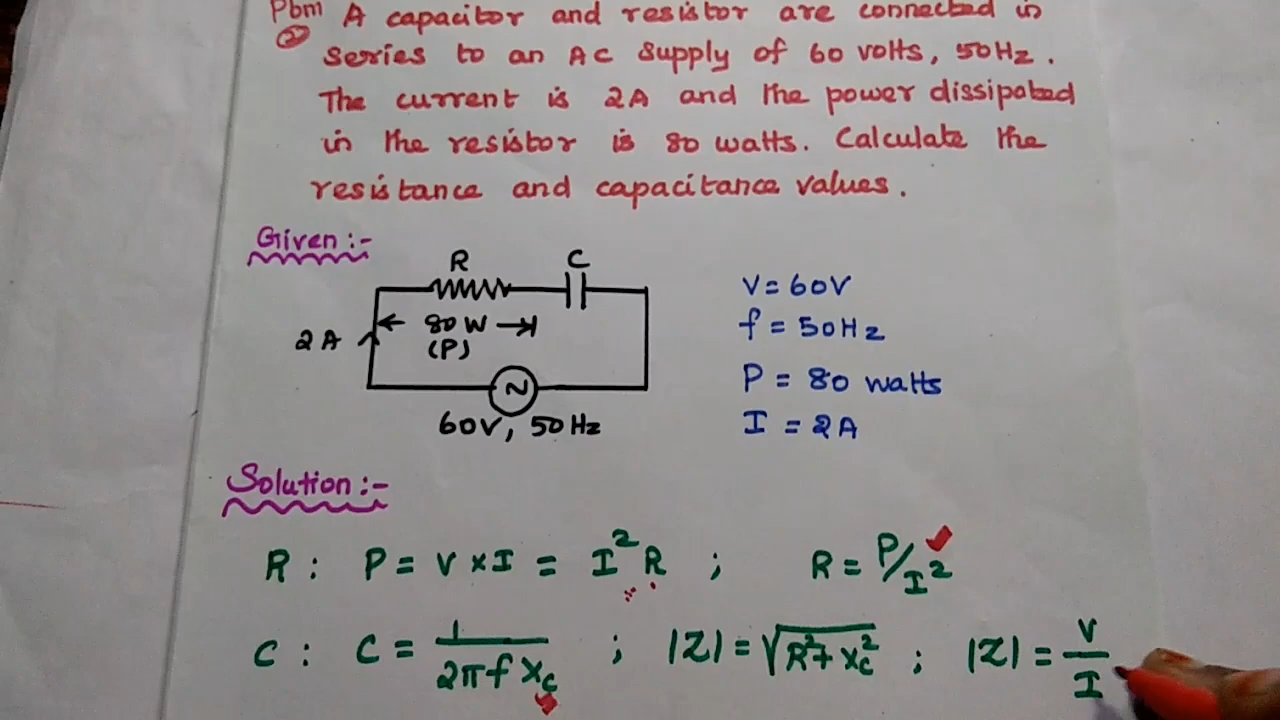 Pbm A capacitor and resistor are connected in
② series to an AC supply of 60 volts, 50Hz.
The current is 2A and the power dissipated
in the resistor is 80 watts. Calculate the
resistance and capacitance values.
Given :-
R C
2A 80W
(P)
~
60V, 50Hz
V = 60V
f = 50Hz
P = 80 watts
I = 2A
Solution :-
R : P = V × I = I²R ; R = P/I²
C : C = 1/2πfXc ; |Z| = √R²+Xc² ; |Z| = V/I